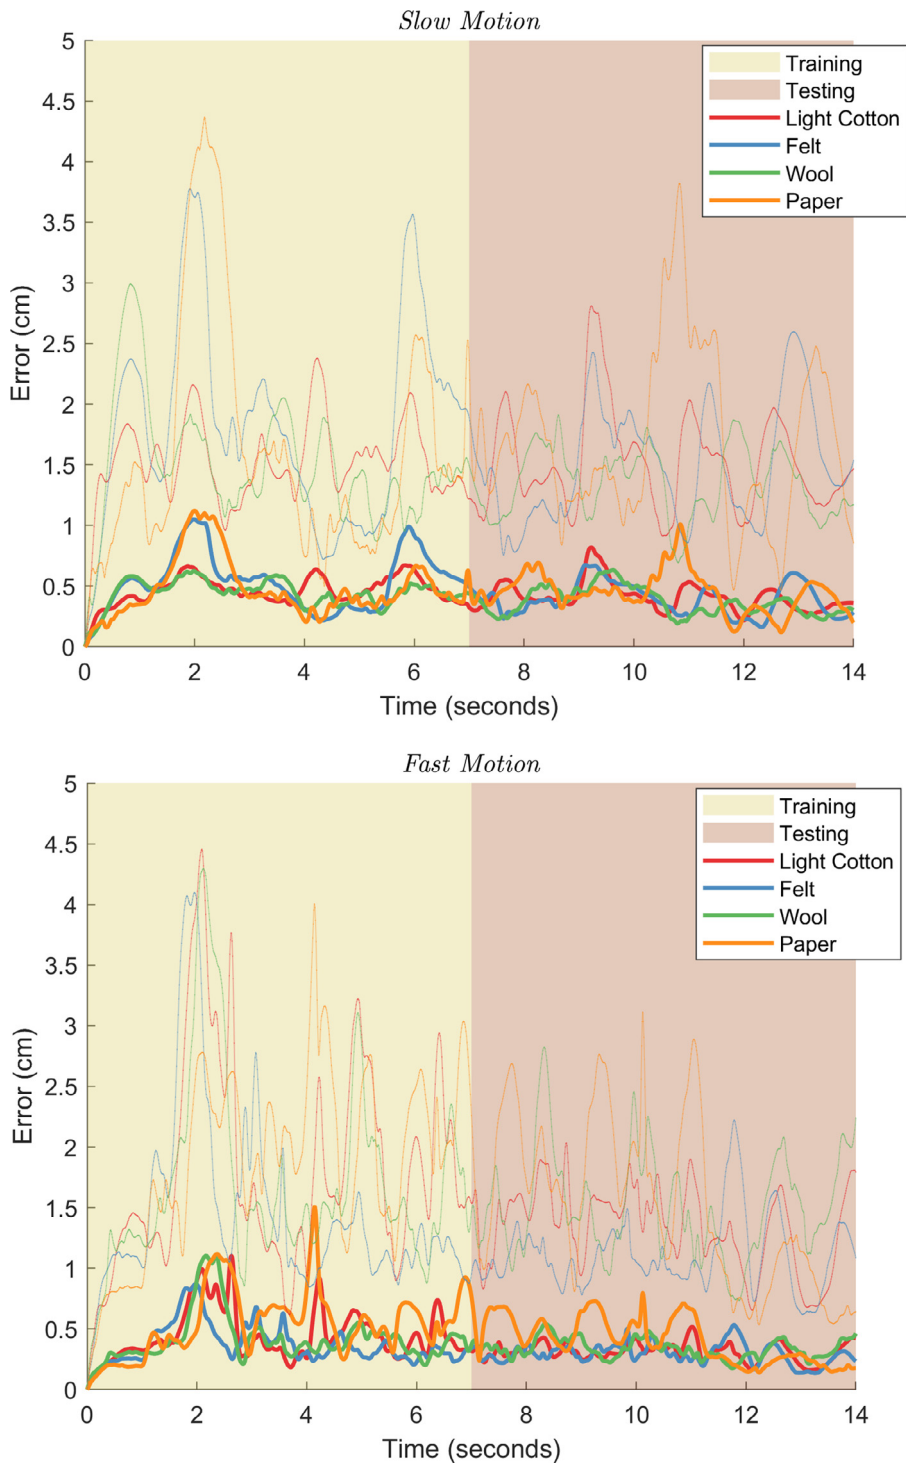 Slow Motion
5
4.5
4
3.5
3
2.5
2
1.5
1
0.5
0
Error (cm)
Training
Testing
Light Cotton
Felt
Wool
Paper
0 2 4 6 8 10 12 14
Time (seconds)
Fast Motion
5
4.5
4
3.5
3
2.5
2
1.5
1
0.5
0
Error (cm)
Training
Testing
Light Cotton
Felt
Wool
Paper
0 2 4 6 8 10 12 14
Time (seconds)